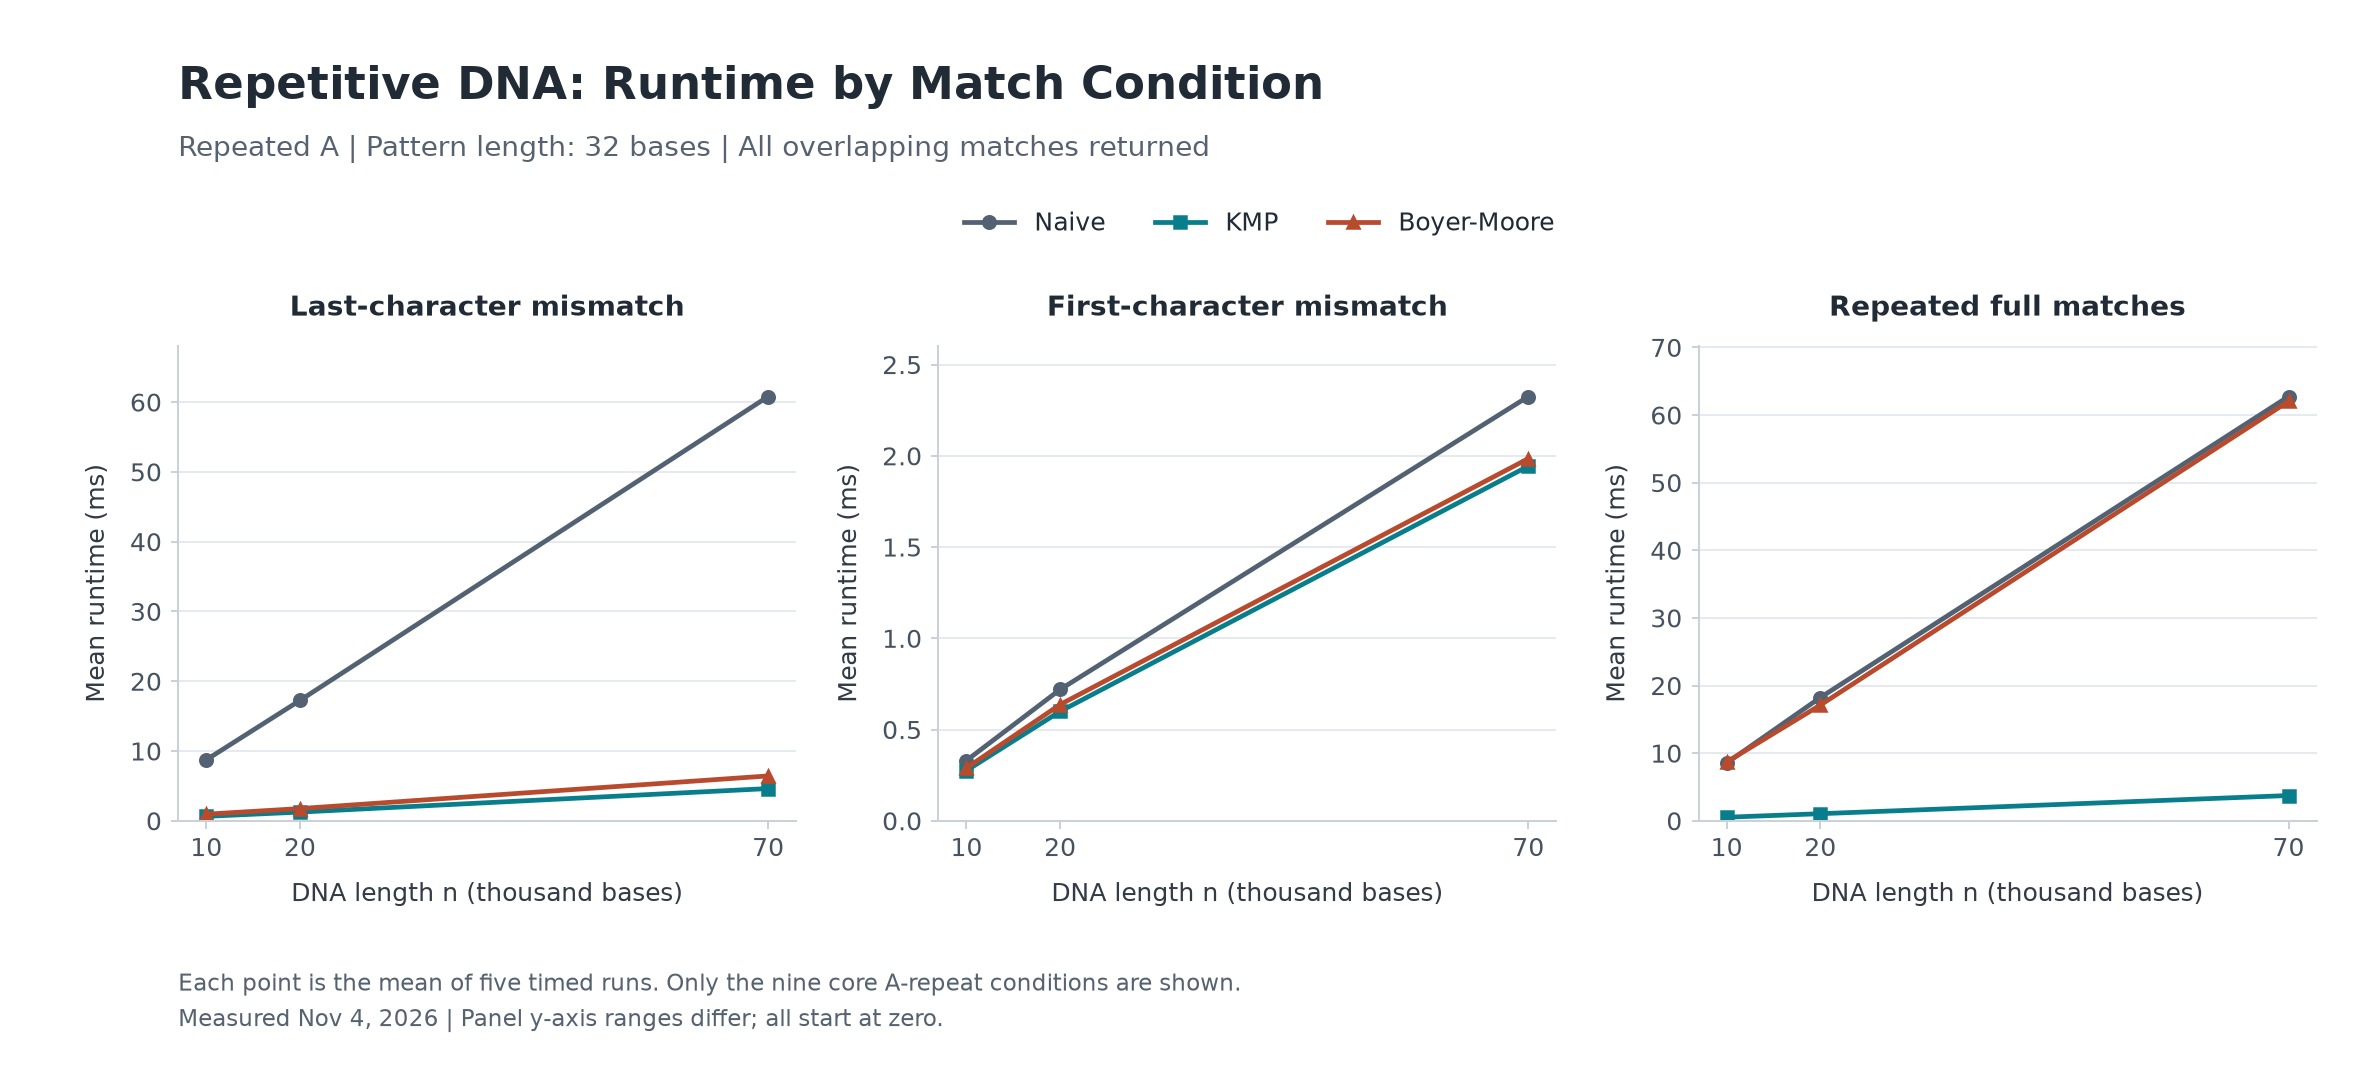 Repetitive DNA: Runtime by Match Condition
Repeated A | Pattern length: 32 bases | All overlapping matches returned
Naive
KMP
Boyer-Moore
Last-character mismatch
Mean runtime (ms)
60
50
40
30
20
10
0
10
20
70
DNA length n (thousand bases)
First-character mismatch
Mean runtime (ms)
2.5
2.0
1.5
1.0
0.5
0.0
10
20
70
DNA length n (thousand bases)
Repeated full matches
Mean runtime (ms)
70
60
50
40
30
20
10
0
10
20
70
DNA length n (thousand bases)
Each point is the mean of five timed runs. Only the nine core A-repeat conditions are shown.
Measured Nov 4, 2026 | Panel y-axis ranges differ; all start at zero.